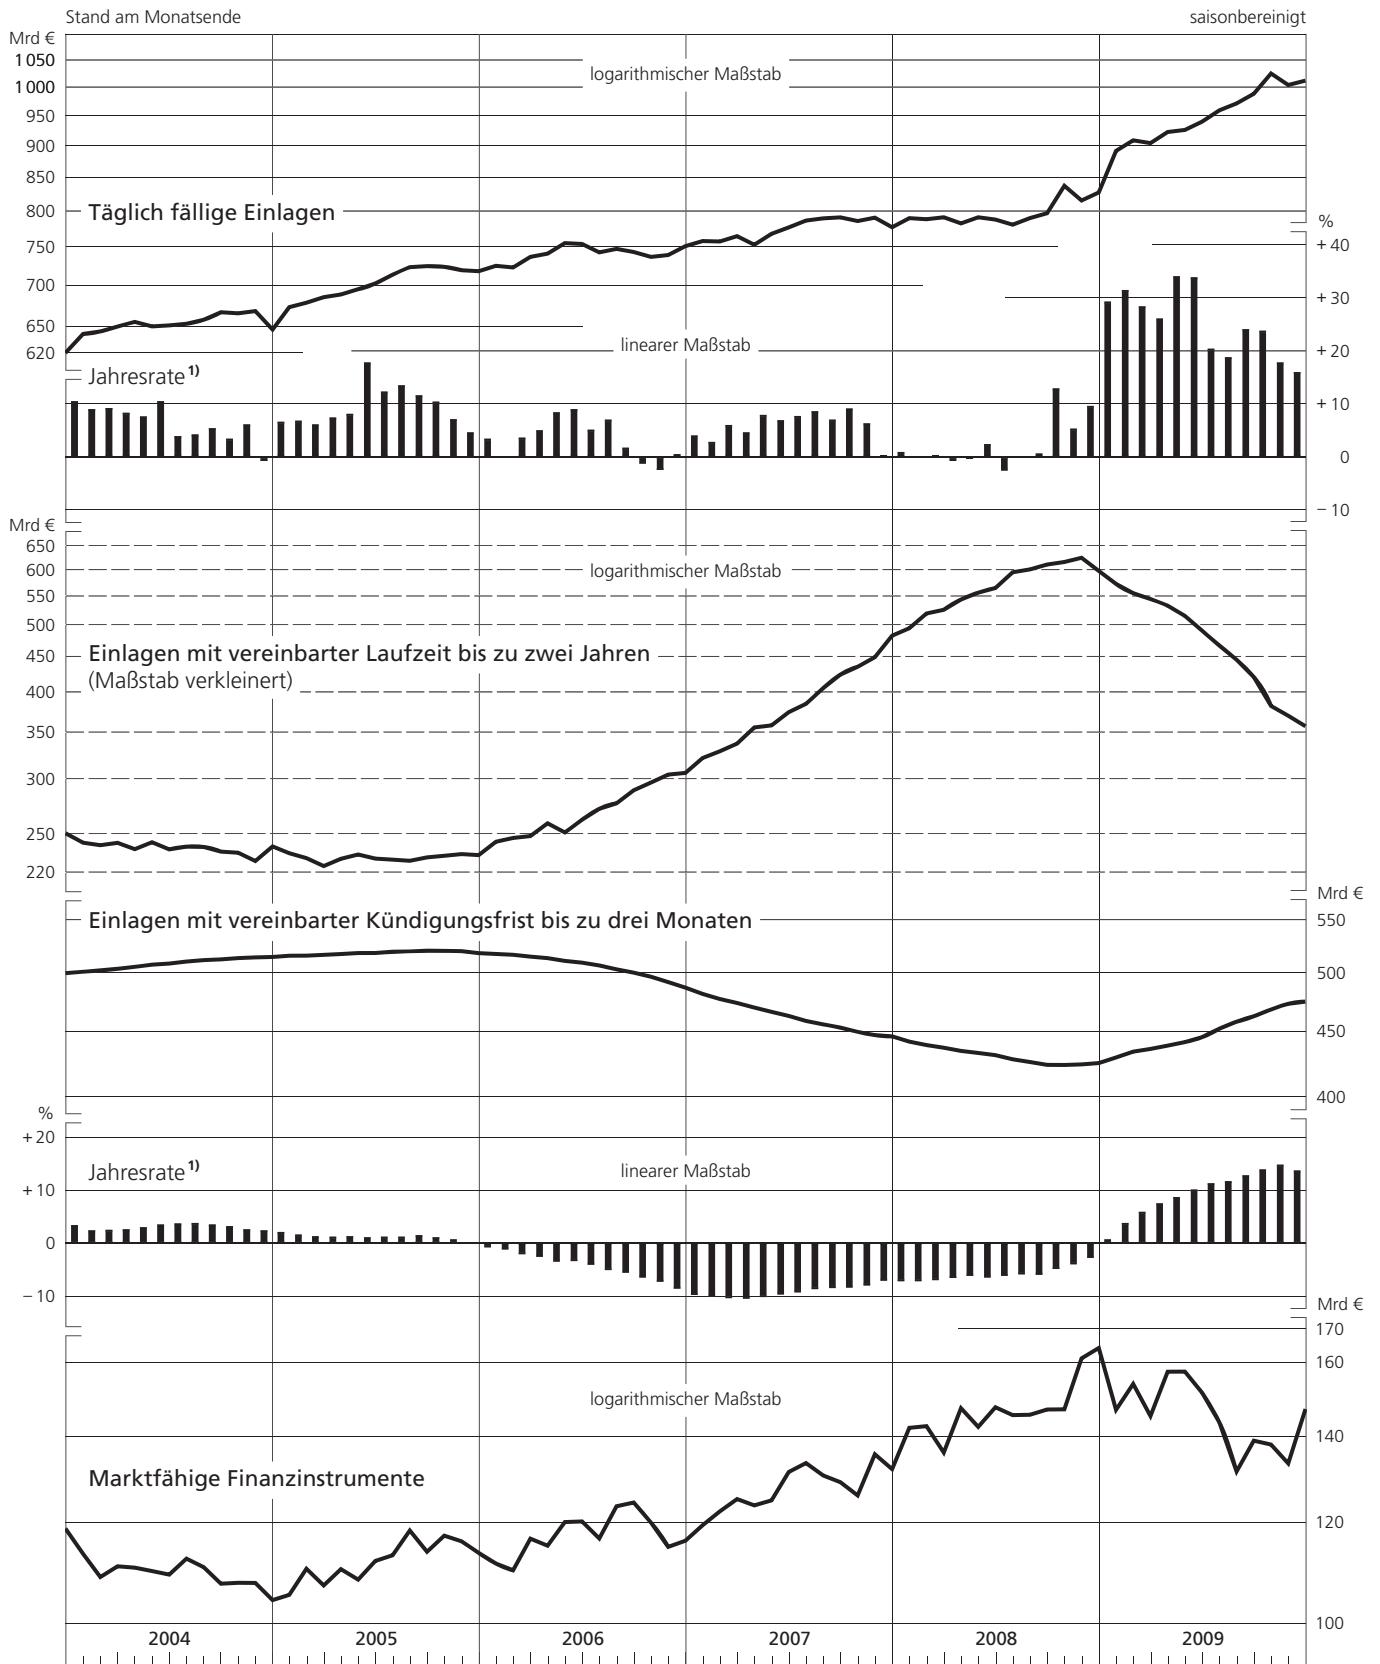 Stand am Monatsende saisonbereinigt
Mrd €
1 050
logarithmischer Maßstab
1 000
950
900
850
800 Täglich fällige Einlagen
%
750 + 40
700
+ 30
650
620 linearer Maßstab + 20
Jahresrate 1)
+ 10
0
– 10
Mrd €
650
600 logarithmischer Maßstab
550
500
450 Einlagen mit vereinbarter Laufzeit bis zu zwei Jahren
(Maßstab verkleinert)
400
350
300
250
220
Mrd €
Einlagen mit vereinbarter Kündigungsfrist bis zu drei Monaten 550
500
450
400
%
+ 20
Jahresrate 1) linearer Maßstab
+ 10
0
– 10
Mrd €
170
160
logarithmischer Maßstab
140
Marktfähige Finanzinstrumente
120
100
2004 2005 2006 2007 2008 2009